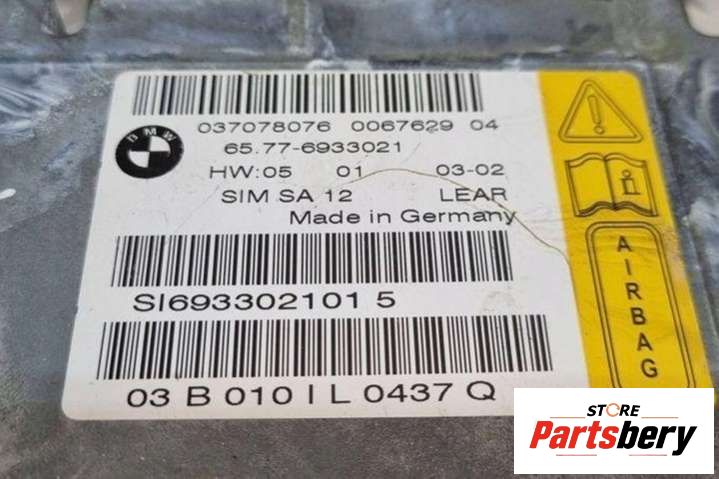 037078076 0067629 04
BMW
65.77-6933021
HW:05 01 03-02
SIM SA 12 LEAR
Made in Germany
SI693302101 5
03 B 010 I L 0437 Q
AIRBAG
STORE
Partsbery